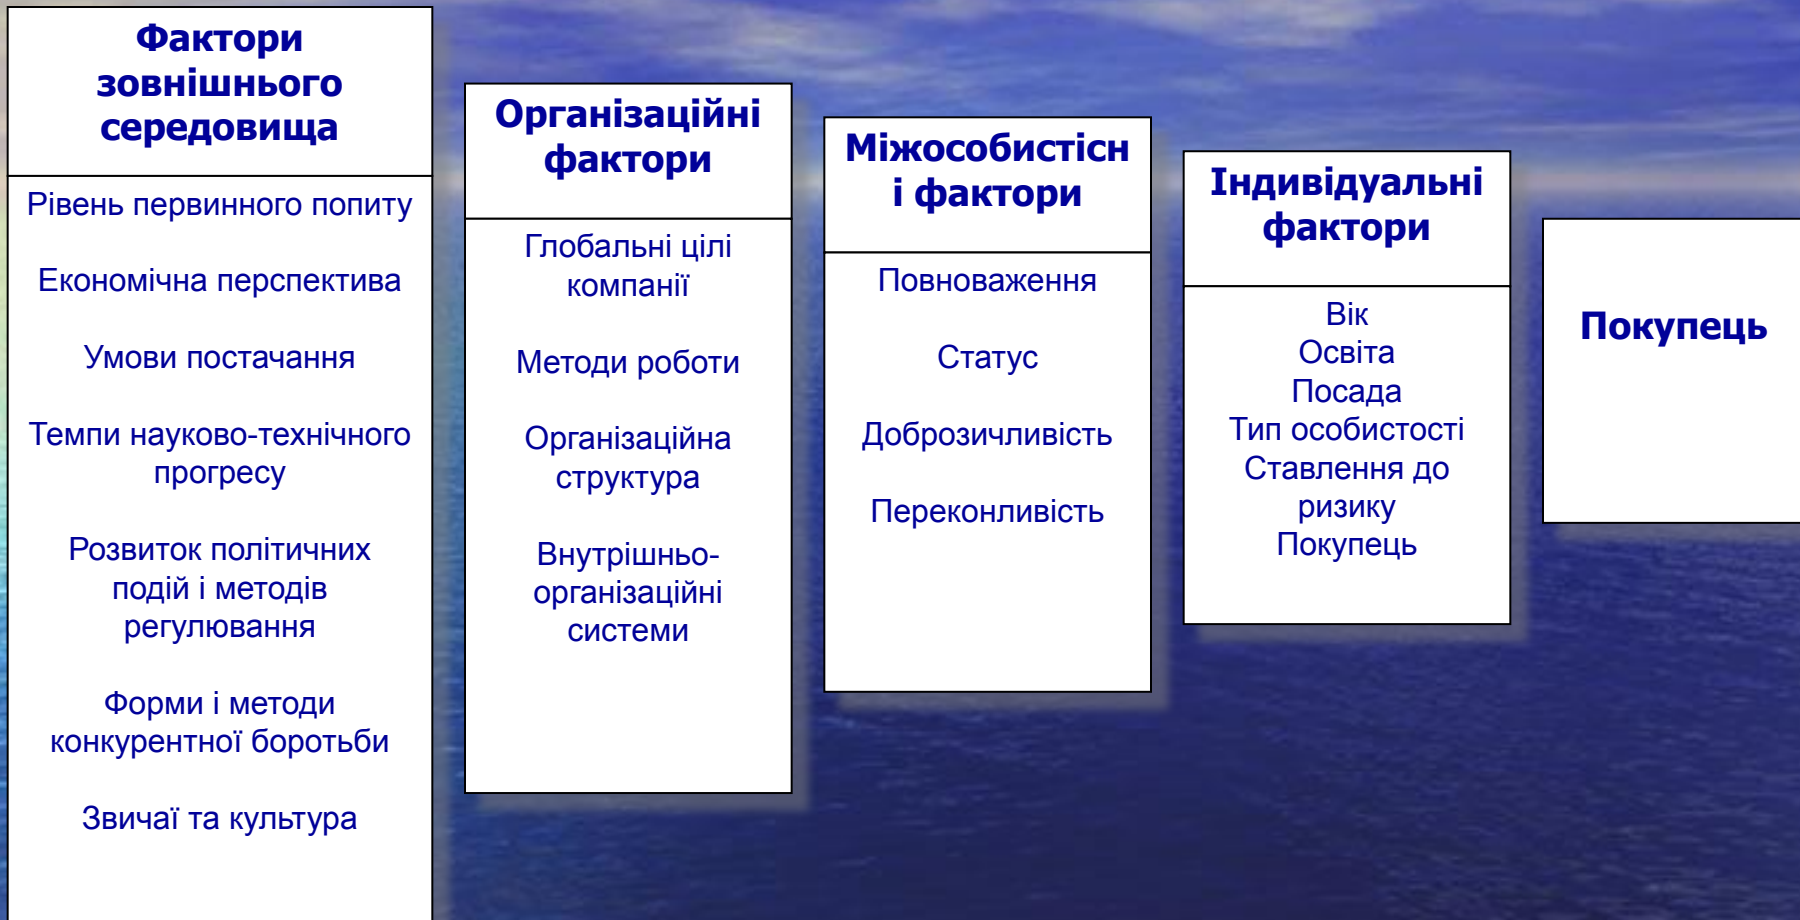 Фактори
зовнішнього
середовища
Рівень первинного попиту
Економічна перспектива
Умови постачання
Темпи науково-технічного
прогресу
Розвиток політичних
подій і методів
регулювання
Форми і методи
конкурентної боротьби
Звичаї та культура
Організаційні
фактори
Глобальні цілі
компанії
Методи роботи
Організаційна
структура
Внутрішньо-
організаційні
системи
Міжособистісн
і фактори
Повноваження
Статус
Доброзичливість
Переконливість
Індивідуальні
фактори
Вік
Освіта
Посада
Тип особистості
Ставлення до
ризику
Покупець
Покупець